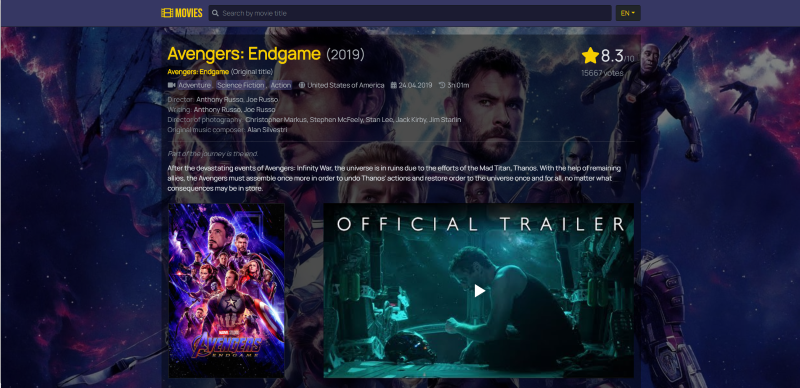 MOVIES
Search by movie title
EN
Avengers: Endgame (2019)
8.3/10
Avengers: Endgame (Original title)
15667 votes
Adventure Science Fiction Action United States of America 24.04.2019 3h 01m
Director: Anthony Russo, Joe Russo
Writing: Anthony Russo, Joe Russo
Director of photography: Christopher Markus, Stephen McFeely, Stan Lee, Jack Kirby, Jim Starlin
Original music composer: Alan Silvestri
Part of the journey is the end.
After the devastating events of Avengers: Infinity War, the universe is in ruins due to the efforts of the Mad Titan, Thanos. With the help of remaining
allies, the Avengers must assemble once more in order to undo Thanos' actions and restore order to the universe once and for all, no matter what
consequences may be in store.
OFFICIAL TRAILER
MARVEL STUDIOS
AVENGERS
ENDGAME